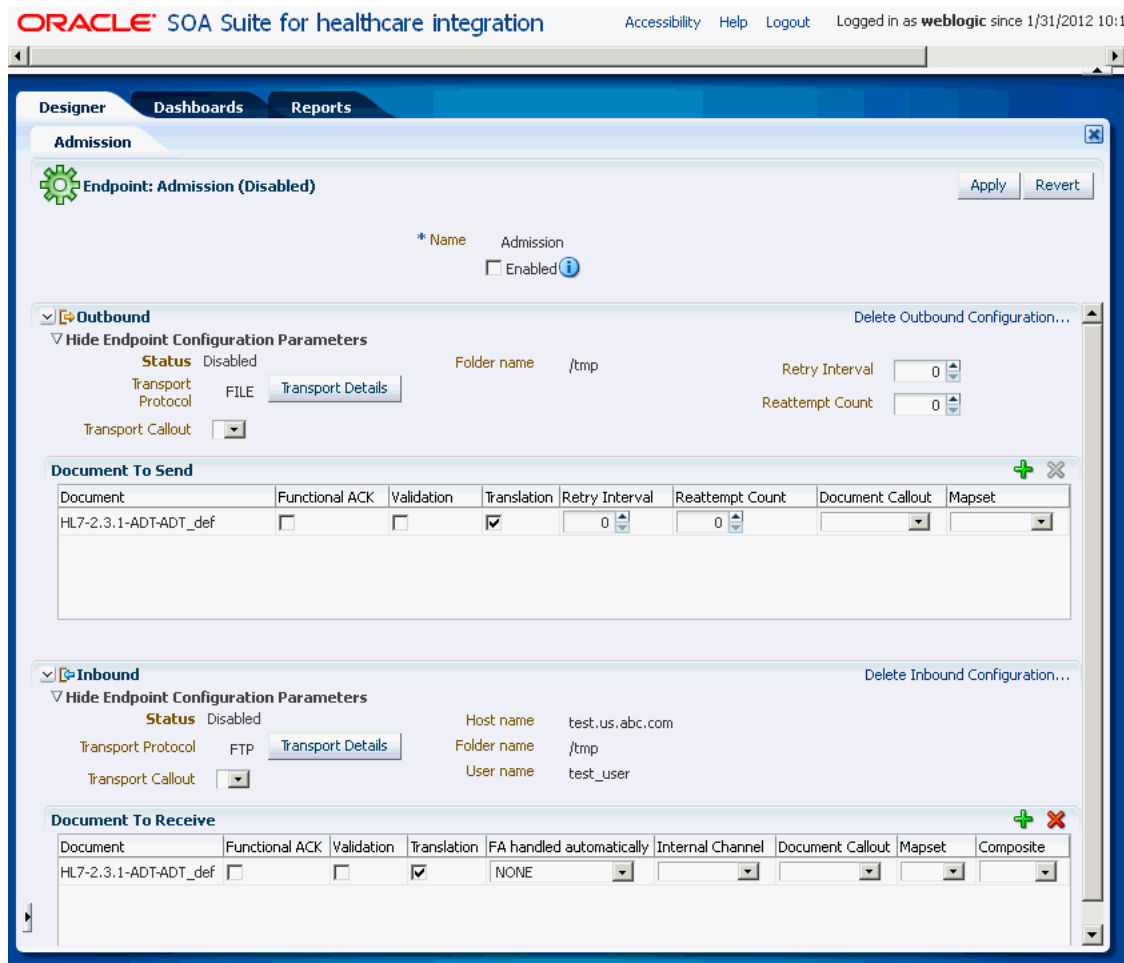 ORACLE SOA Suite for healthcare integration Accessibility Help Logout Logged in as weblogic since 1/31/2012 10:1
Designer Dashboards Reports
Admission
Endpoint: Admission (Disabled) Apply Revert
* Name Admission
Enabled
Outbound Delete Outbound Configuration...
Hide Endpoint Configuration Parameters
Status Disabled Folder name /tmp Retry Interval 0
Transport Protocol FILE Transport Details Reattempt Count 0
Transport Callout
Document To Send
Document Functional ACK Validation Translation Retry Interval Reattempt Count Document Callout Mapset
HL7-2.3.1-ADT-ADT_def 0 0
Inbound Delete Inbound Configuration...
Hide Endpoint Configuration Parameters
Status Disabled Host name test.us.abc.com
Transport Protocol FTP Transport Details Folder name /tmp
Transport Callout User name test_user
Document To Receive
Document Functional ACK Validation Translation FA handled automatically Internal Channel Document Callout Mapset Composite
HL7-2.3.1-ADT-ADT_def NONE